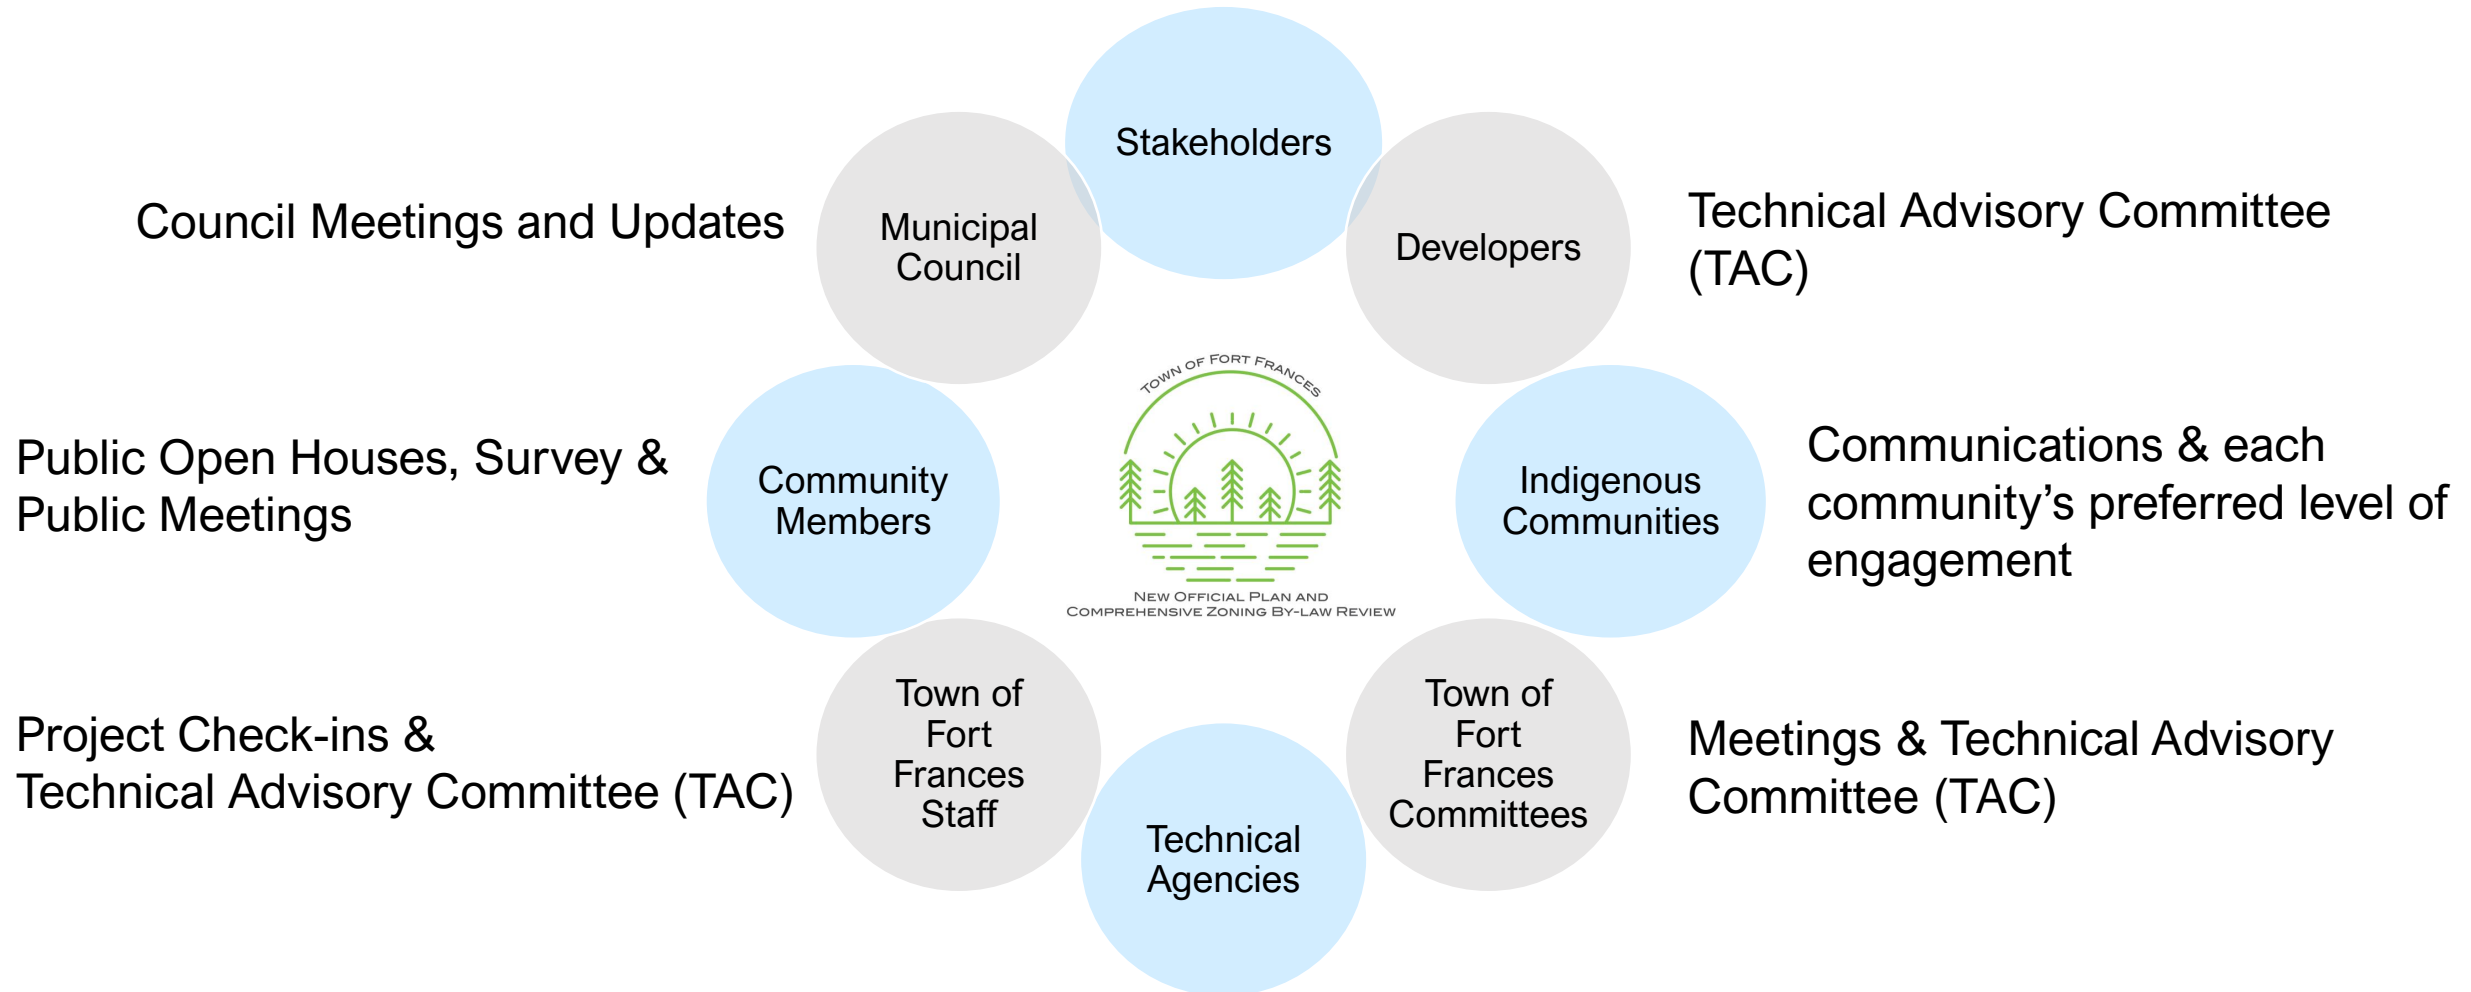 Stakeholders
Council Meetings and Updates
Municipal
Council
Developers
Technical Advisory Committee
(TAC)
TOWN OF FORT FRANCES
NEW OFFICIAL PLAN AND
COMPREHENSIVE ZONING BY-LAW REVIEW
Public Open Houses, Survey &
Public Meetings
Community
Members
Indigenous
Communities
Communications & each
community’s preferred level of
engagement
Project Check-ins &
Technical Advisory Committee (TAC)
Town of
Fort
Frances
Staff
Technical
Agencies
Town of
Fort
Frances
Committees
Meetings & Technical Advisory
Committee (TAC)